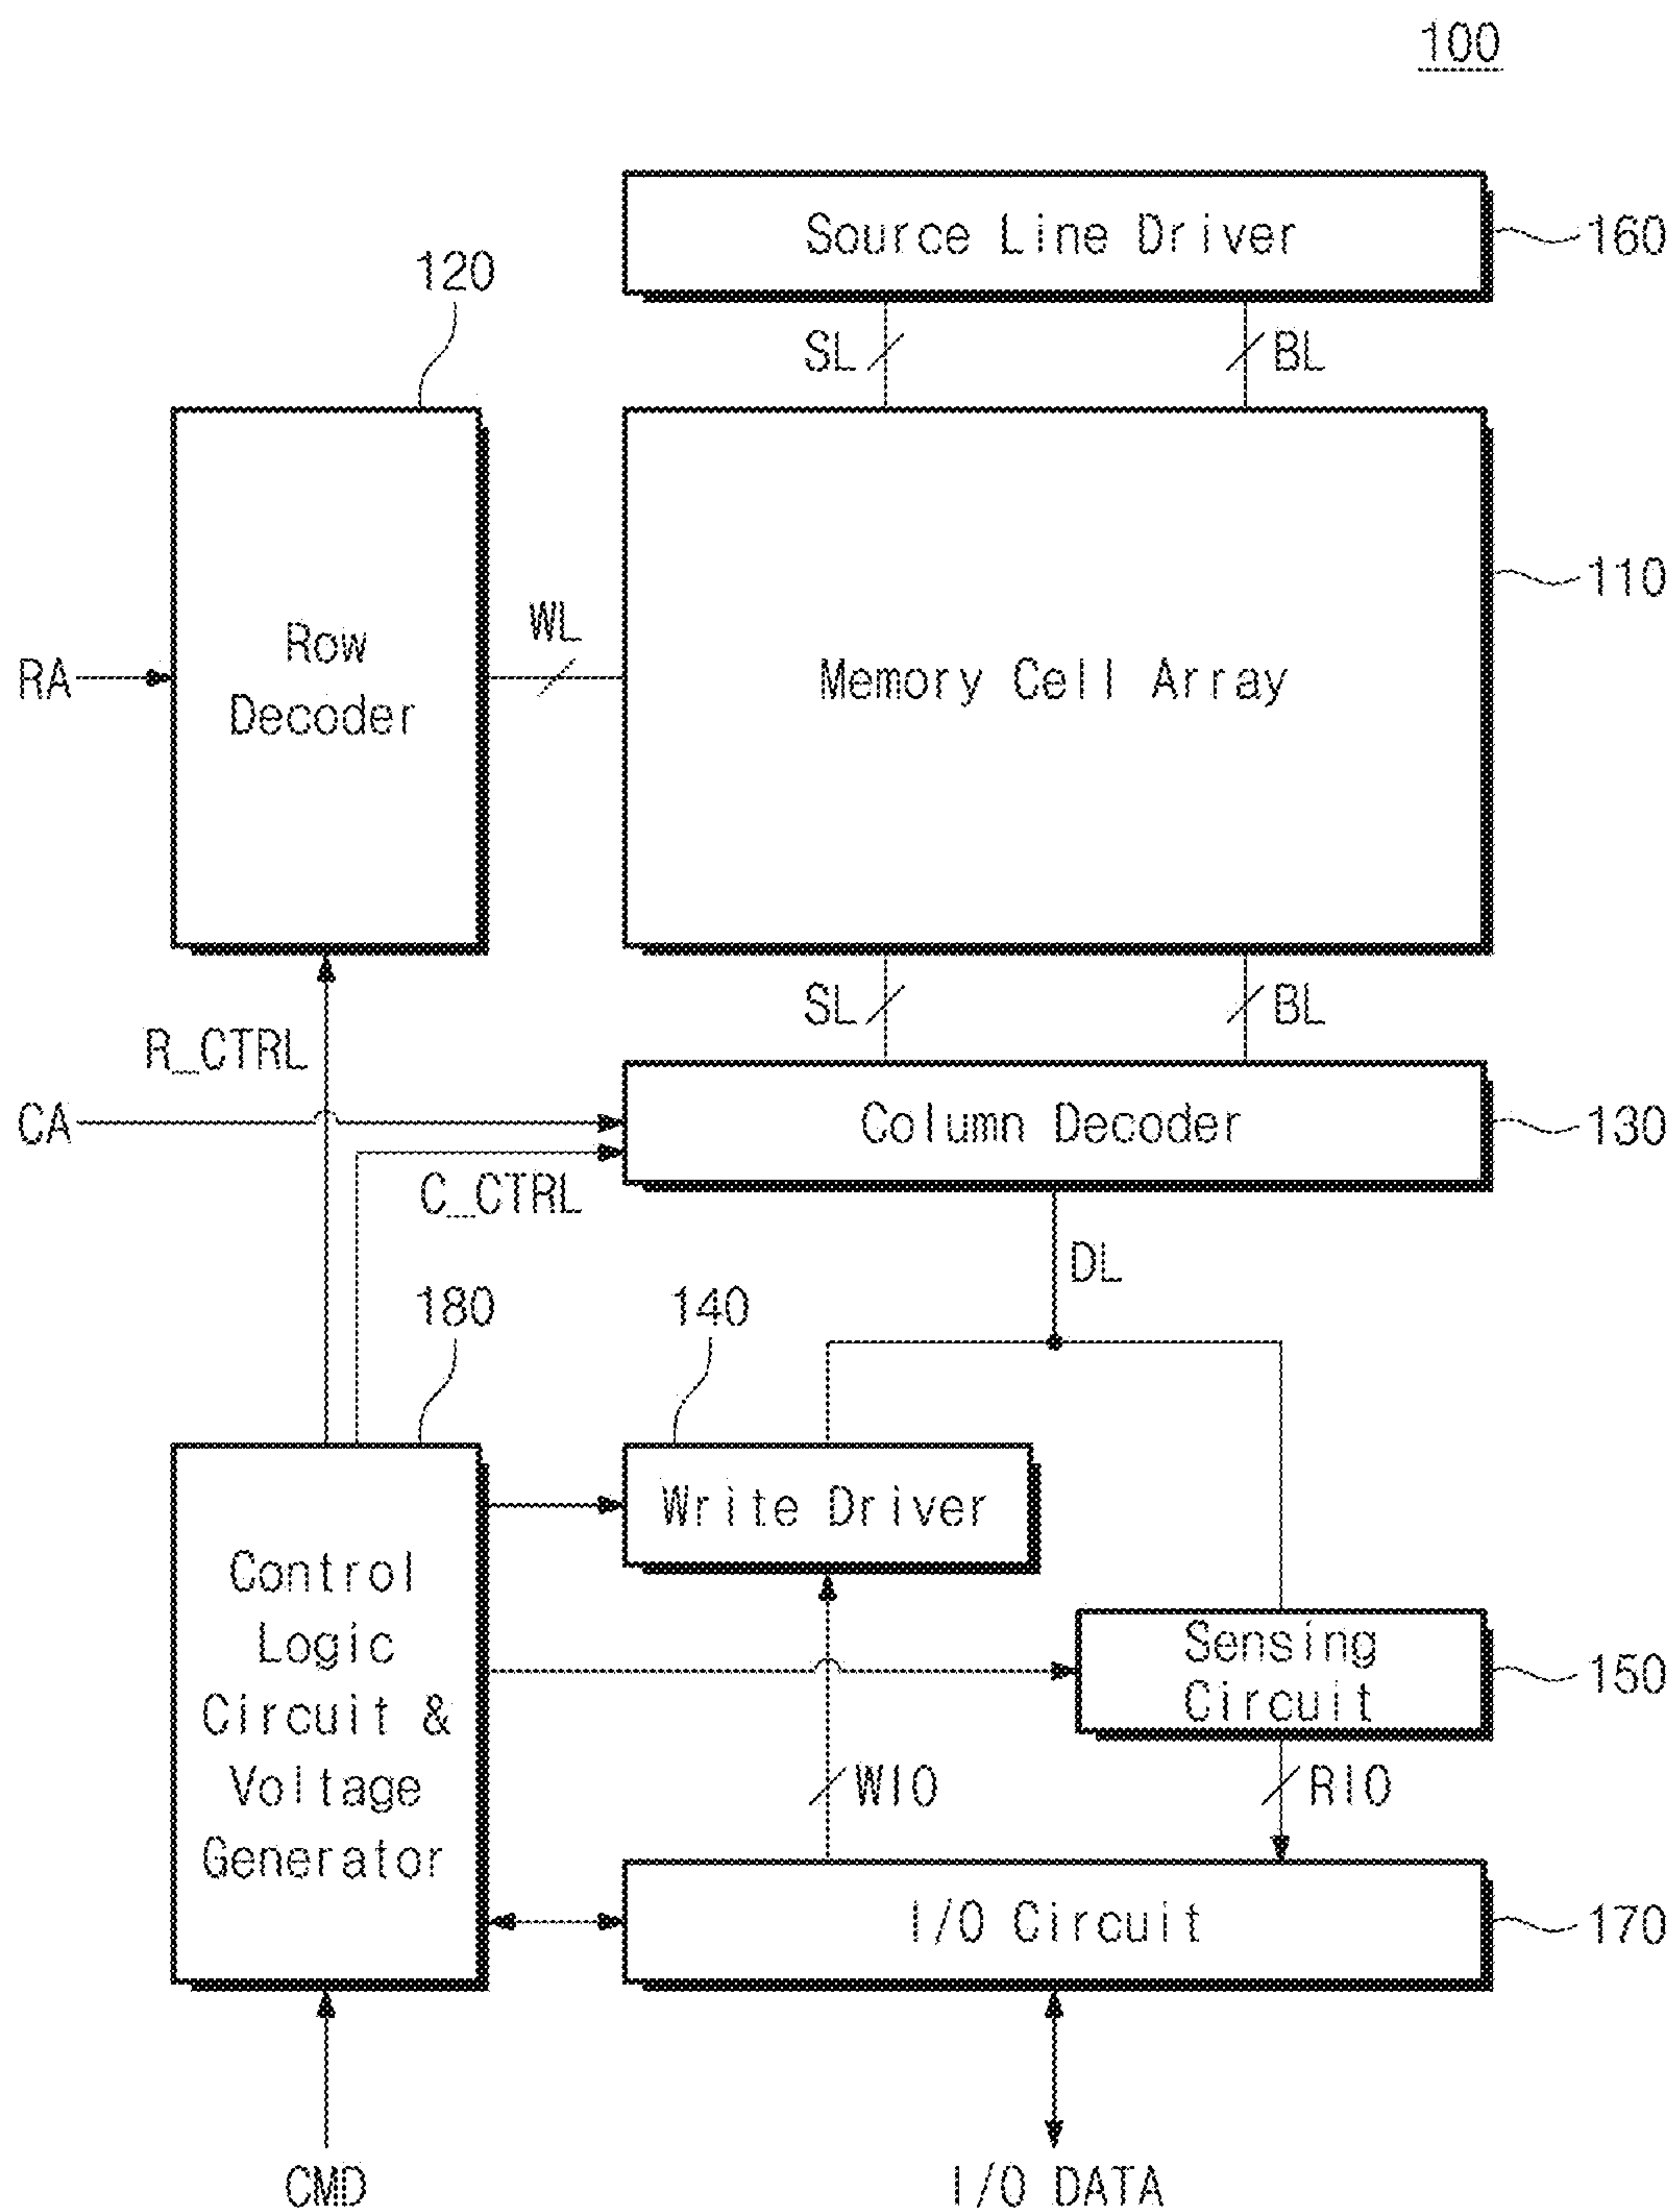 100
Source Line Driver
160
120
SL
BL
Row
Decoder
RA
WL
Memory Cell Array
110
R_CTRL
SL
BL
CA
Column Decoder
130
C_CTRL
DL
180
140
Write Driver
Control
Logic
Circuit &
Voltage
Generator
Sensing
Circuit
150
WIO
RIO
I/O Circuit
170
CMD
I/O DATA